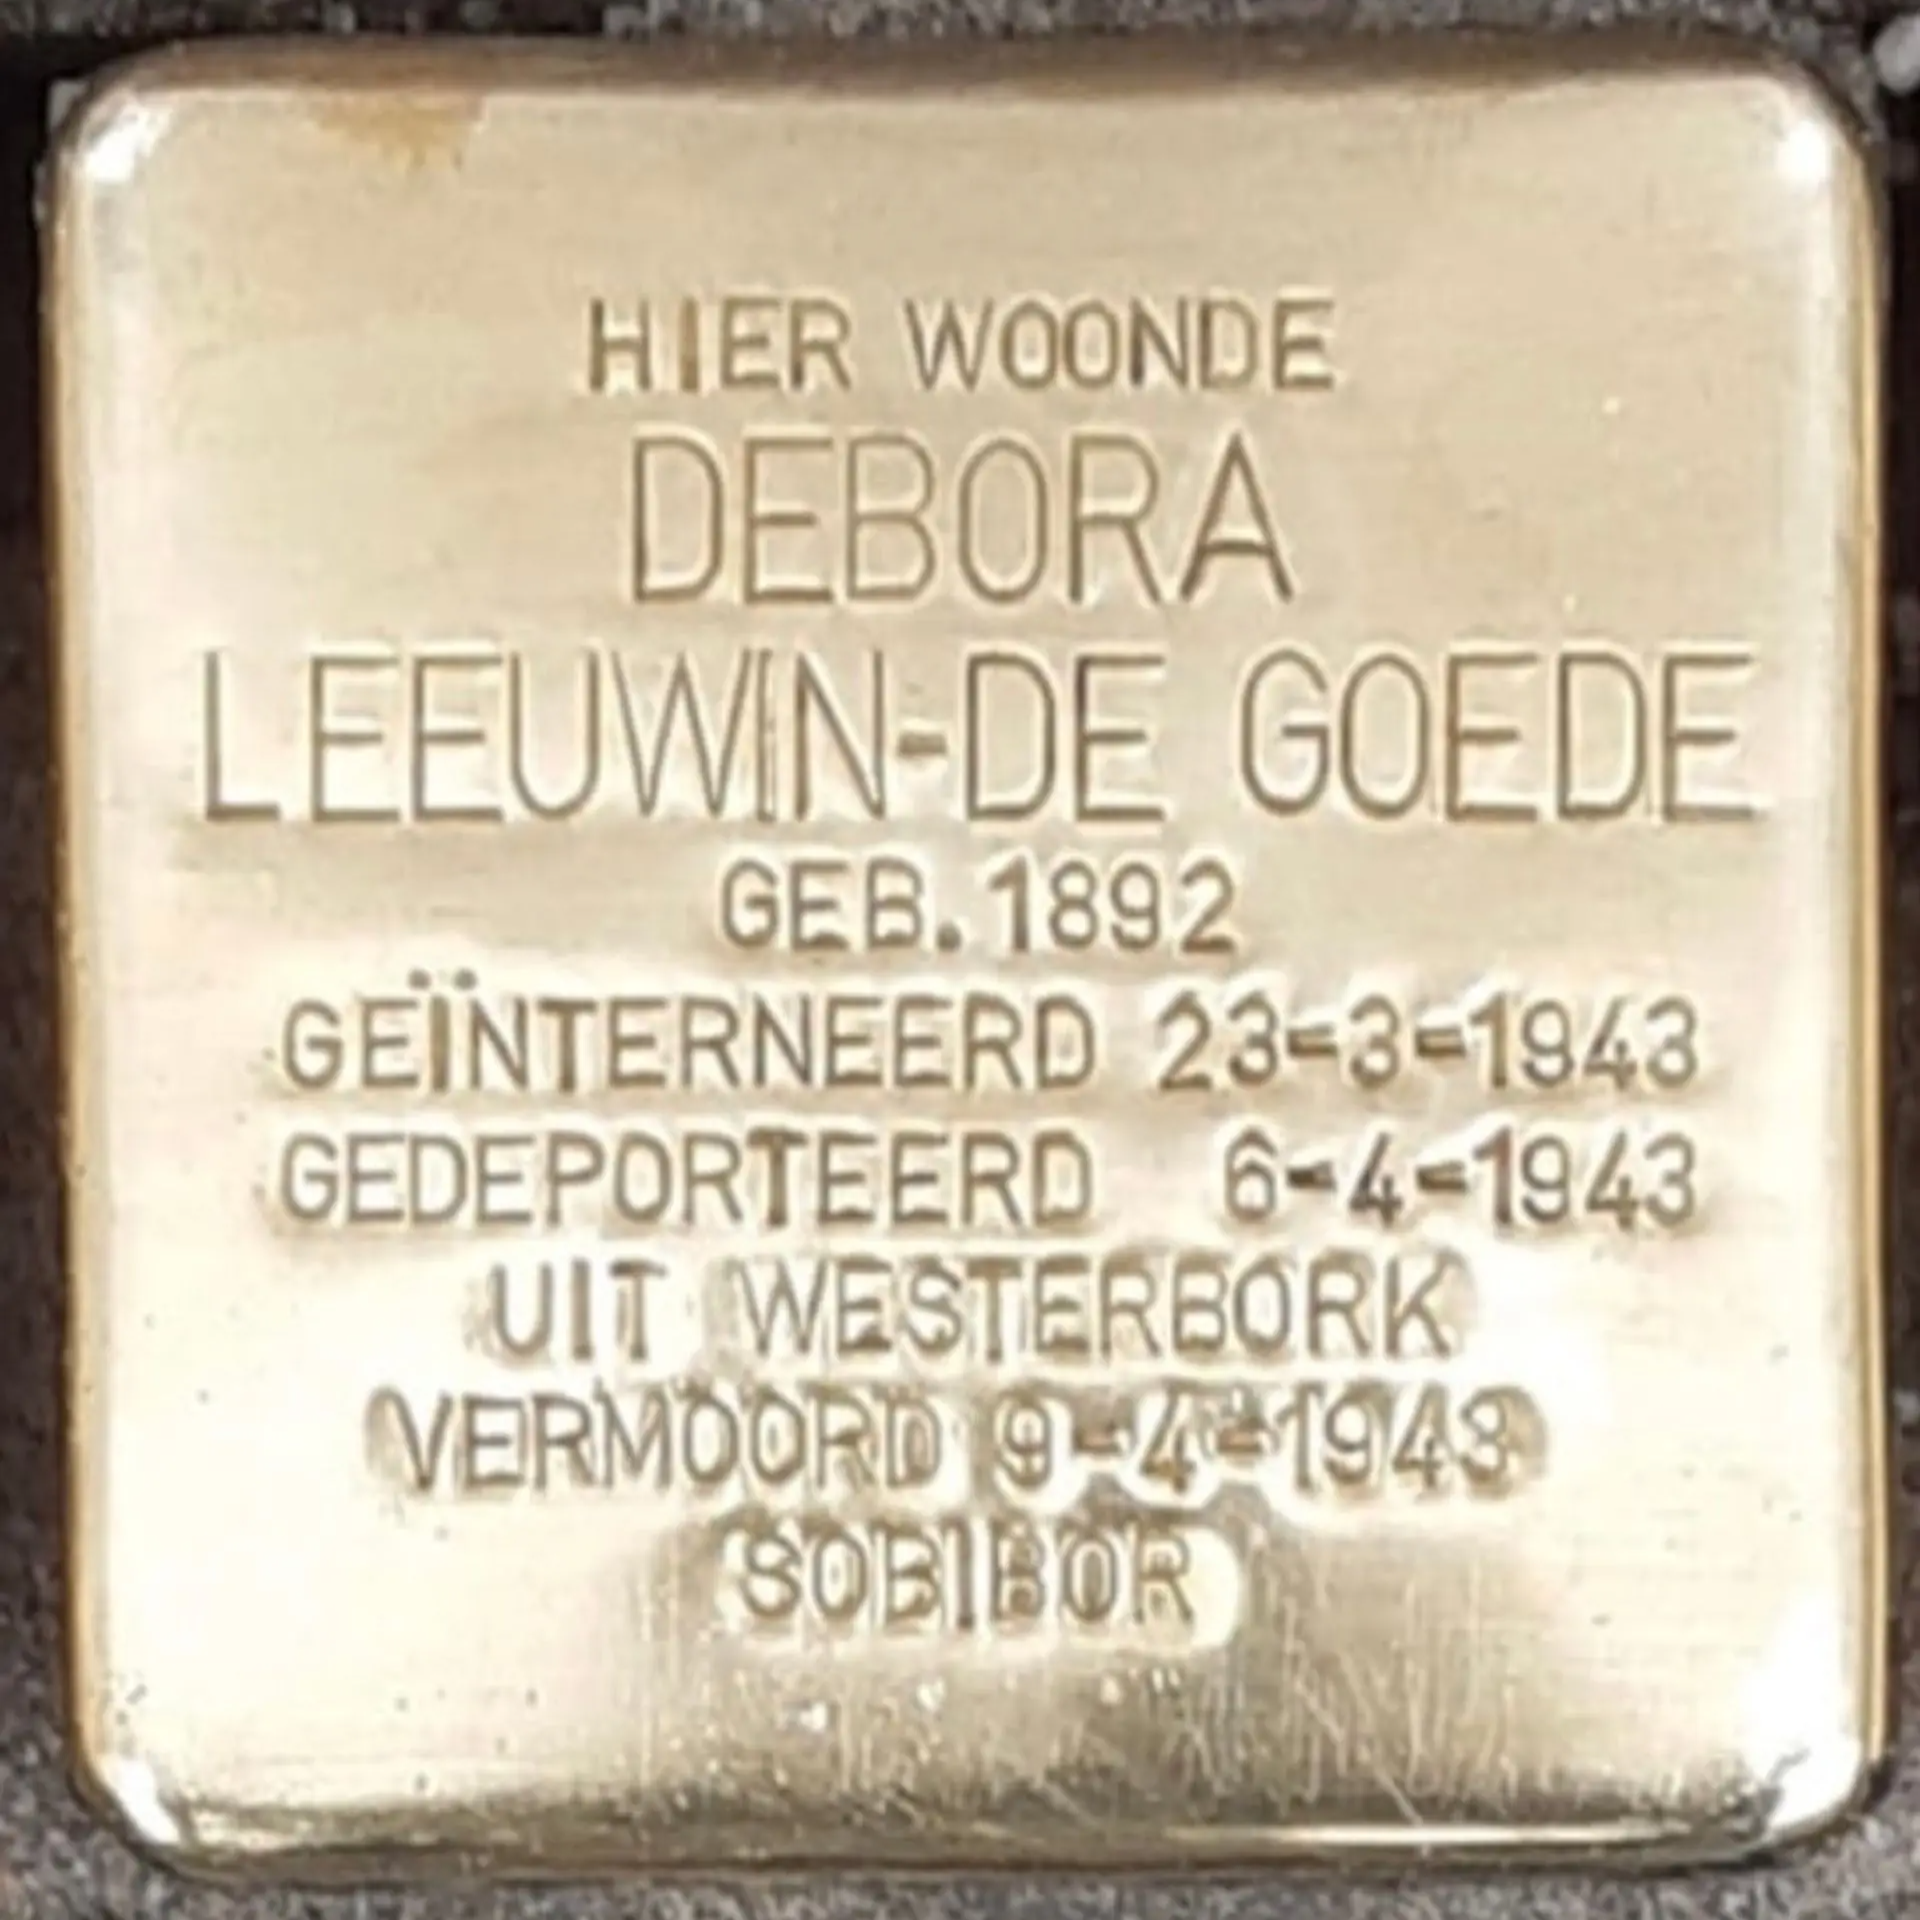 HIER WOONDE
DEBORA
LEEUWIN-DE GOEDE
GEB. 1892
GEÏNTERNEERD 23-3-1943
GEDEPORTEERD 6-4-1943
UIT WESTERBORK
VERMOORD 9-4-1943
SOBIBOR